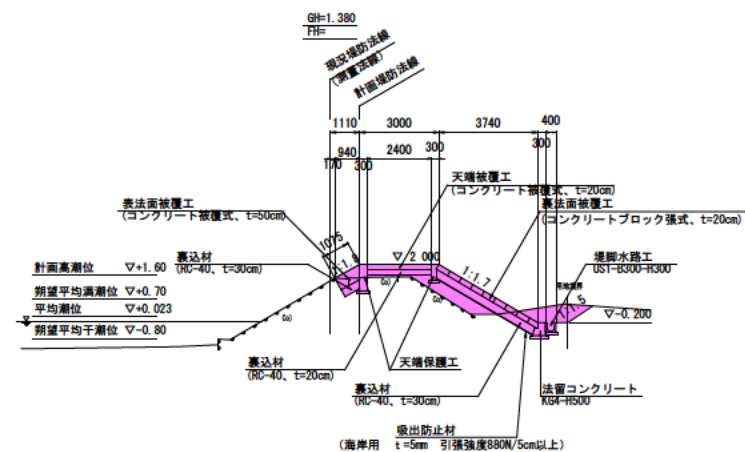 GH=1.380
FH=
現況堤防法線
(測量法線)
計画堤防法線
1110 3000 3740 400
940 300 300
170 300 2400
天端被覆工
(コンクリート被覆式、t=20cm)
表法面被覆工
(コンクリート被覆式、t=50cm)
裏法面被覆工
(コンクリートブロック張式、t=20cm)
1075
裏込材
(RC-40、t=30cm)
▽ 2 000
1:1.7
堤脚水路工
US1-B300-H300
計画高潮位 ▽+1.60
朔望平均満潮位 ▽+0.70
平均潮位 ▽+0.023
朔望平均干潮位 ▽-0.80
Co
Co
Co
1:1.5
▽-0.200
裏込材
(RC-40、t=20cm)
天端保護工
裏込材
(RC-40、t=30cm)
法留コンクリート
KG4-H500
吸出防止材
(海岸用 t=5mm 引張強度880N/5cm以上)